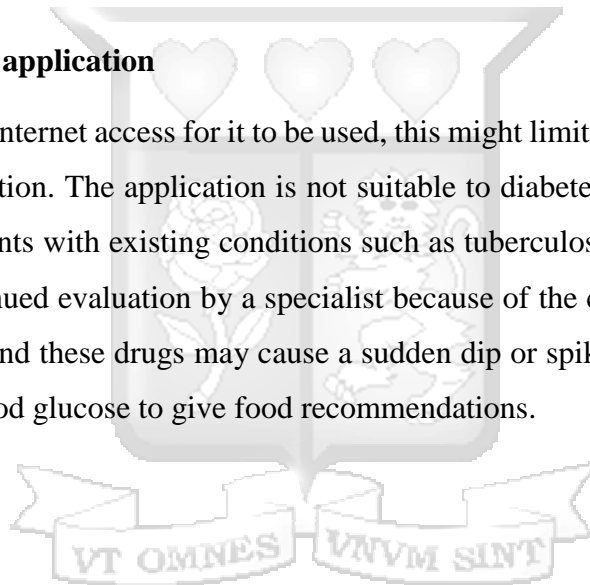 application
nternet access for it to be used, this might limit
tion. The application is not suitable to diabete
nts with existing conditions such as tuberculos
nued evaluation by a specialist because of the
nd these drugs may cause a sudden dip or spik
od glucose to give food recommendations.
VT OMNES VNVM SINT